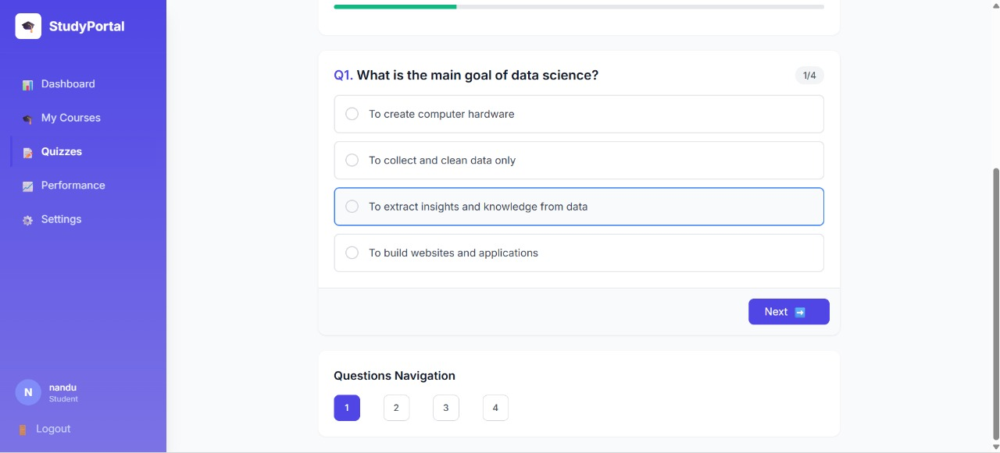 StudyPortal
Dashboard
My Courses
Quizzes
Performance
Settings
N
nandu
Student
Logout
Q1. What is the main goal of data science?
1/4
To create computer hardware
To collect and clean data only
To extract insights and knowledge from data
To build websites and applications
Next
Questions Navigation
1
2
3
4